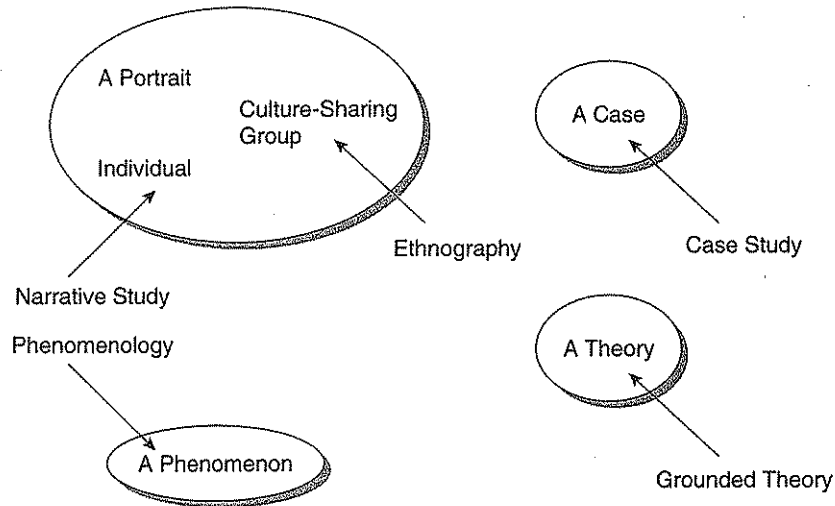 A Portrait
Culture-Sharing
Group
Individual
Ethnography
Narrative Study
A Case
Case Study
Phenomenology
A Phenomenon
A Theory
Grounded Theory